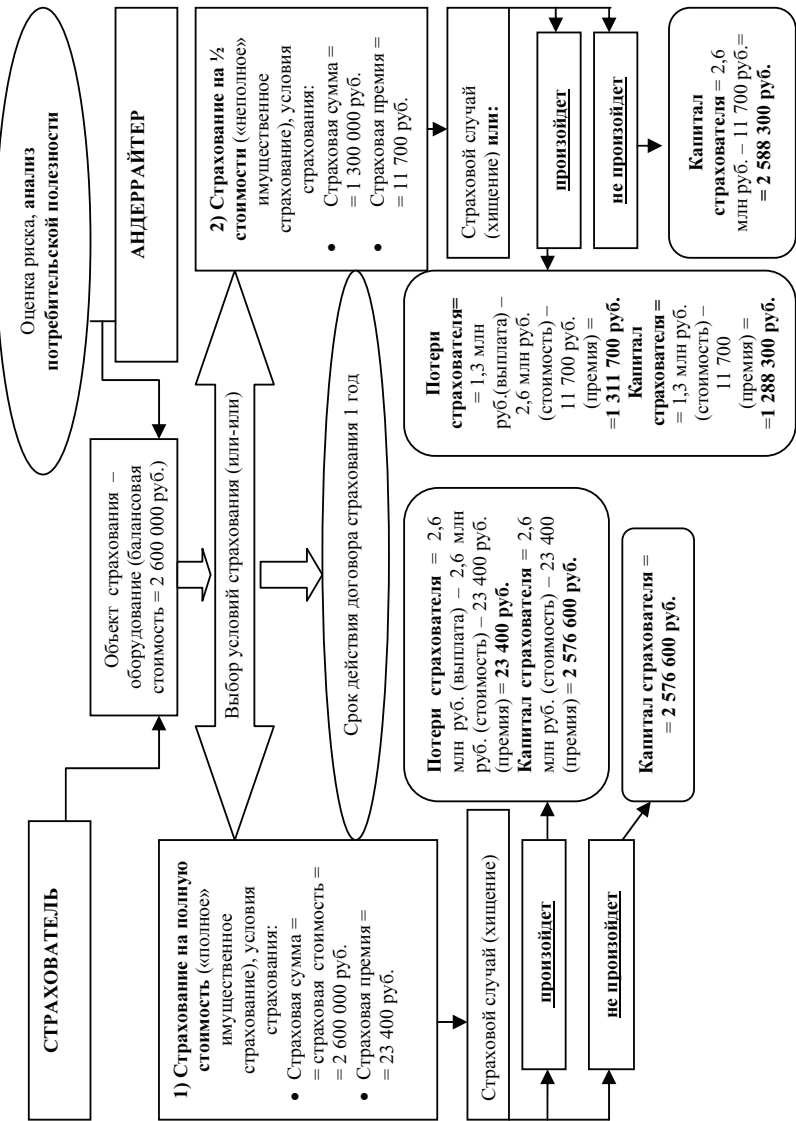 СТРАХОВАТЕЛЬ
Оценка риска, анализ
потребительской полезности
АНДЕРРАЙТЕР
Объект страхования –
оборудование (балансовая
стоимость = 2 600 000 руб.)
Выбор условий страхования (или-или)
Срок действия договора страхования 1 год
1) Страхование на полную
стоимость («полное»
имущественное
страхование), условия
страхования:
• Страховая сумма =
= страховая стоимость =
= 2 600 000 руб.
• Страховая премия =
= 23 400 руб.
Страховой случай (хищение)
произойдет
не произойдет
Потери страхователя = 2,6
млн руб. (выплата) – 2,6 млн
руб. (стоимость) – 23 400 руб.
(премия) = 23 400 руб.
Капитал страхователя = 2,6
млн руб. (стоимость) – 23 400
(премия) = 2 576 600 руб.
Капитал страхователя =
= 2 576 600 руб.
2) Страхование на ½
стоимости («неполное»
имущественное
страхование), условия
страхования:
• Страховая сумма =
= 1 300 000 руб.
• Страховая премия =
= 11 700 руб.
Страховой случай
(хищение) или:
произойдет
не произойдет
Потери
страхователя=
= 1,3 млн
руб.(выплата) –
2,6 млн руб.
(стоимость) –
11 700 руб.
(премия) =
=1 311 700 руб.
Капитал
страхователя =
= 1,3 млн руб.
(стоимость) –
11 700
(премия) =
=1 288 300 руб.
Капитал
страхователя = 2,6
млн руб. – 11 700 руб.=
= 2 588 300 руб.